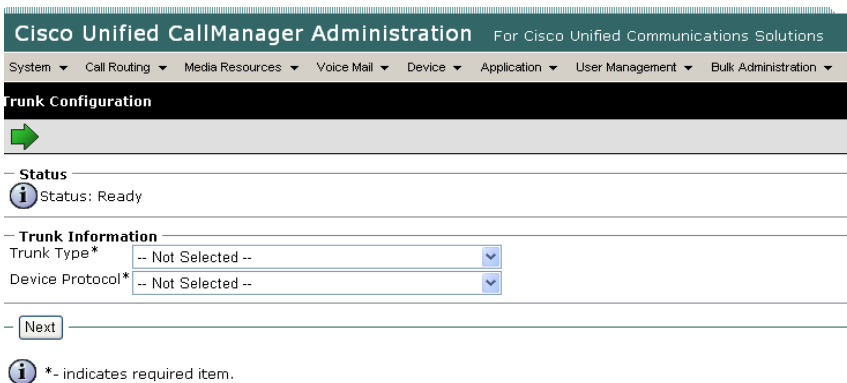 Cisco Unified CallManager Administration For Cisco Unified Communications Solutions
System Call Routing Media Resources Voice Mail Device Application User Management Bulk Administration
Trunk Configuration
Status
Status: Ready
Trunk Information
Trunk Type* -- Not Selected --
Device Protocol* -- Not Selected --
Next
*- indicates required item.